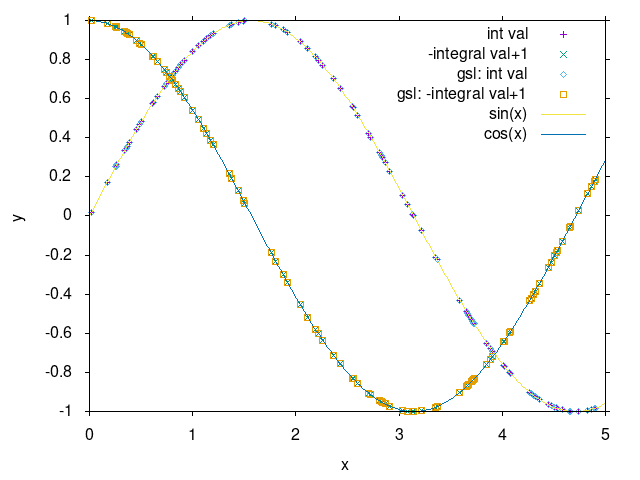 1
0.8
0.6
0.4
0.2
0
-0.2
-0.4
-0.6
-0.8
-1
y
int val
-integral val+1
gsl: int val
gsl: -integral val+1
sin(x)
cos(x)
0 1 2 3 4 5
x